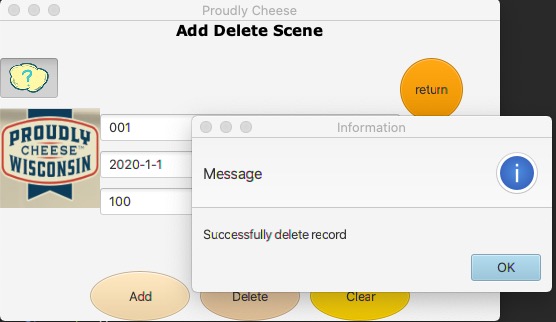 Proudly Cheese
Add Delete Scene
?
return
PROUDLY
CHEESE™
WISCONSIN
001
2020-1-1
100
Information
Message
i
Successfully delete record
OK
Add
Delete
Clear